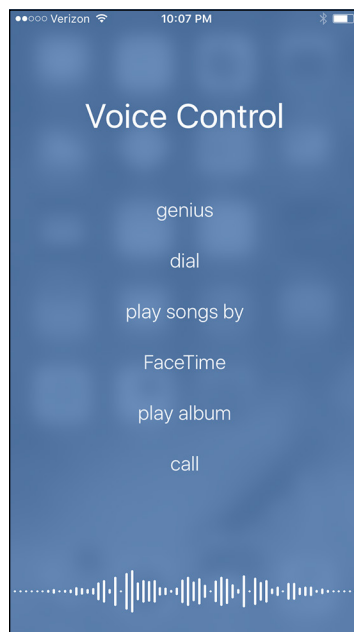 Verizon 10:07 PM
Voice Control
genius
dial
play songs by
FaceTime
play album
call